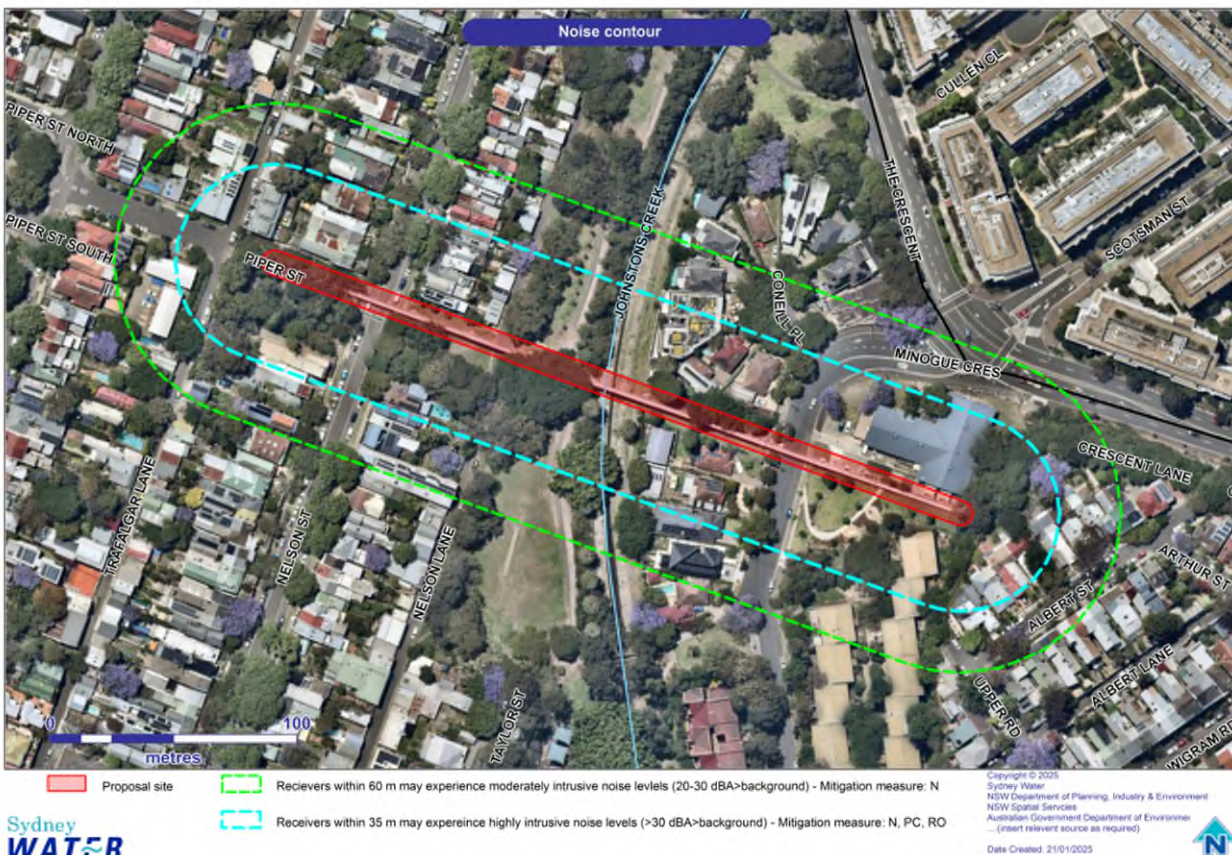 Noise contour
CULLEN CL
PIPER ST NORTH
THE CRESCENT
SCOTSMAN ST
JOHNSTONS CREEK
PIPER ST SOUTH
PIPER ST
CONEILL PL
MINOGUE CRES
CRESCENT LANE
TRAFALGAR LANE
NELSON ST
NELSON LANE
ARTHUR ST
ALBERT ST
ALBERT LANE
UPPER RD
TAYLOR ST
WIGRAM R
0 100
metres
Proposal site
Recievers within 60 m may experience moderately intrusive noise levlels (20-30 dBA>background) - Mitigation measure: N
Receivers within 35 m may expereince highly intrusive noise levels (>30 dBA>background) - Mitigation measure: N, PC, RO
Copyright © 2025
Sydney Water
NSW Department of Planning, Industry & Environment
NSW Spatial Servcies
Australian Government Department of Environme
....(insert relevent source as required)
Date Created: 21/01/2025
Sydney
WATER
N